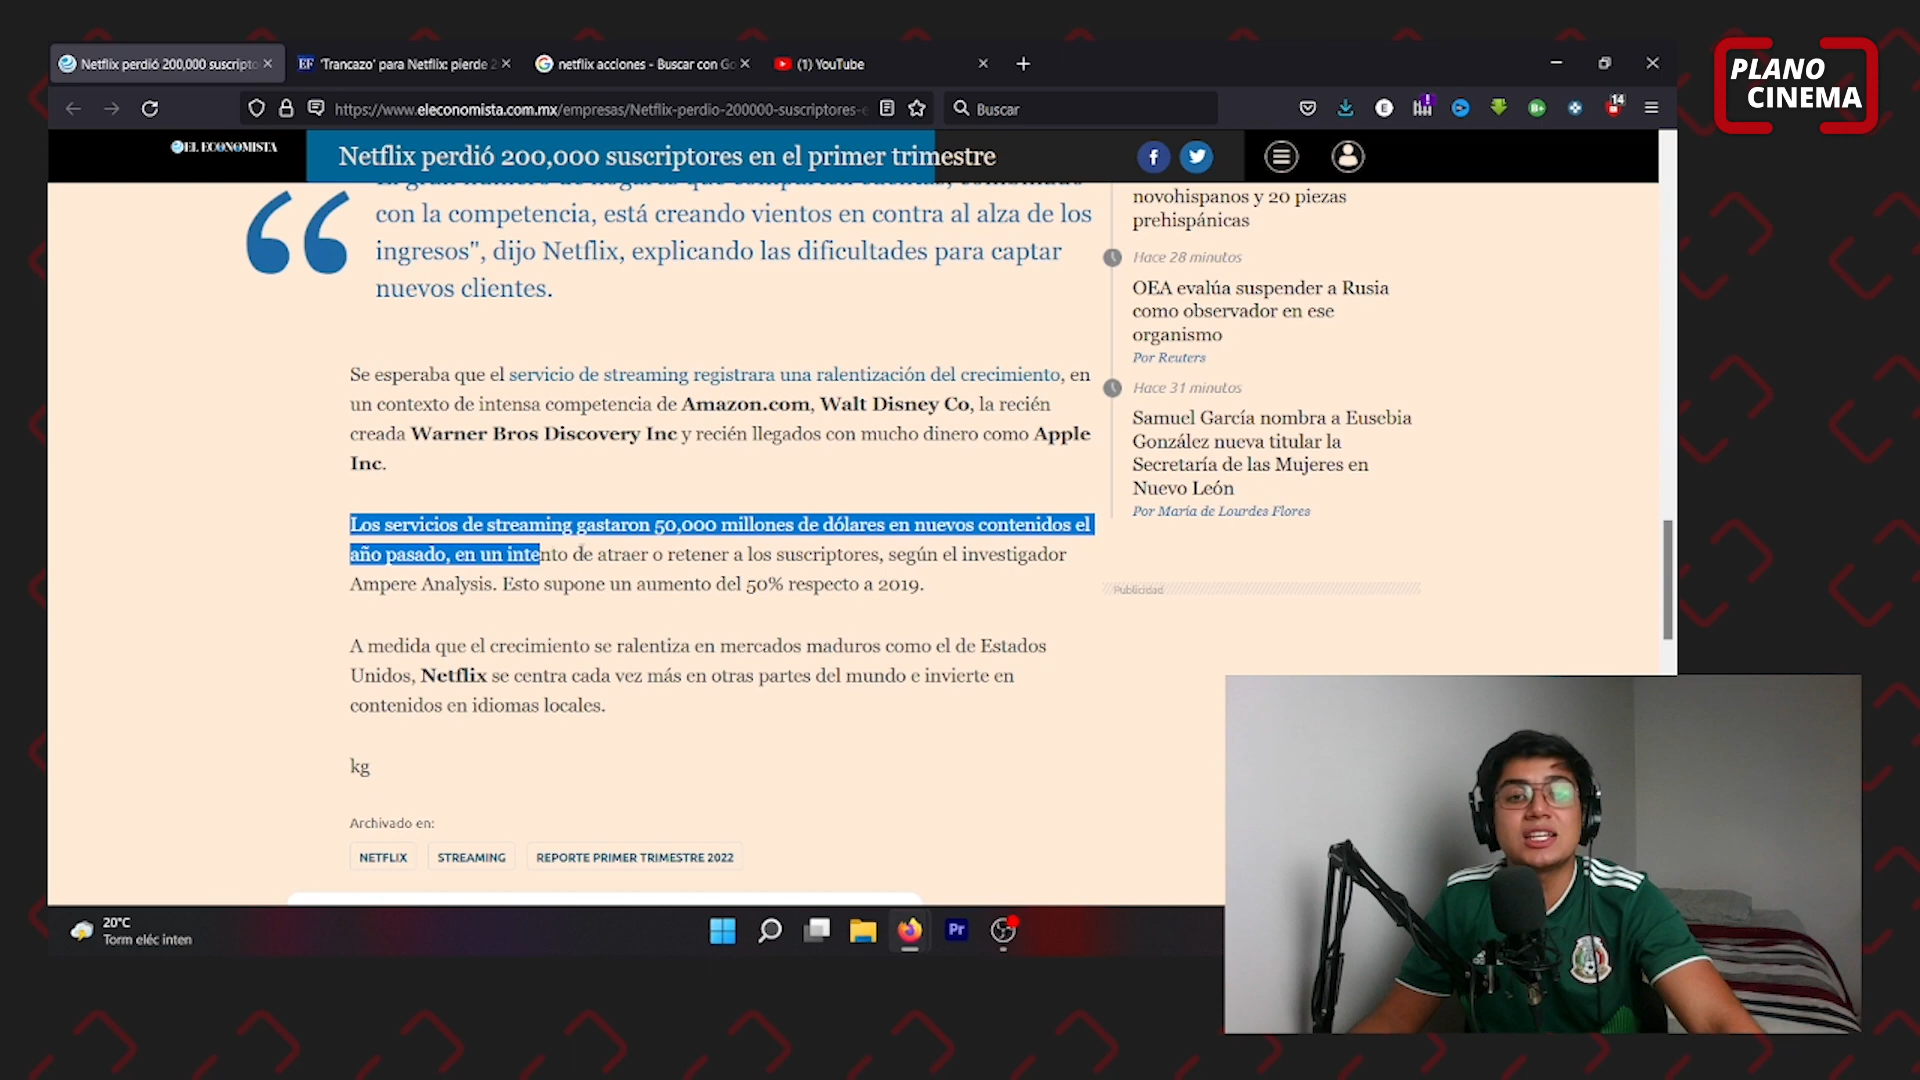 Netflix perdió 200,000 suscripto
'Trancazo' para Netflix: pierde 2
netflix acciones - Buscar con Go
(1) YouTube
PLANO
CINEMA
https://www.eleconomista.com.mx/empresas/Netflix-perdio-200000-suscriptores-e
Buscar
14
EL ECONOMISTA
Netflix perdió 200,000 suscriptores en el primer trimestre
con la competencia, está creando vientos en contra al alza de los
ingresos", dijo Netflix, explicando las dificultades para captar
nuevos clientes.
Se esperaba que el servicio de streaming registrara una ralentización del crecimiento, en
un contexto de intensa competencia de Amazon.com, Walt Disney Co, la recién
creada Warner Bros Discovery Inc y recién llegados con mucho dinero como Apple
Inc.
Los servicios de streaming gastaron 50,000 millones de dólares en nuevos contenidos el
año pasado, en un intento de atraer o retener a los suscriptores, según el investigador
Ampere Analysis. Esto supone un aumento del 50% respecto a 2019.
A medida que el crecimiento se ralentiza en mercados maduros como el de Estados
Unidos, Netflix se centra cada vez más en otras partes del mundo e invierte en
contenidos en idiomas locales.
kg
Archivado en:
NETFLIX STREAMING REPORTE PRIMER TRIMESTRE 2022
novohispanos y 20 piezas
prehispánicas
Hace 28 minutos
OEA evalúa suspender a Rusia
como observador en ese
organismo
Por Reuters
Hace 31 minutos
Samuel García nombra a Eusebia
González nueva titular la
Secretaría de las Mujeres en
Nuevo León
Por María de Lourdes Flores
Publicidad
20°C
Torm eléc inten
Pr